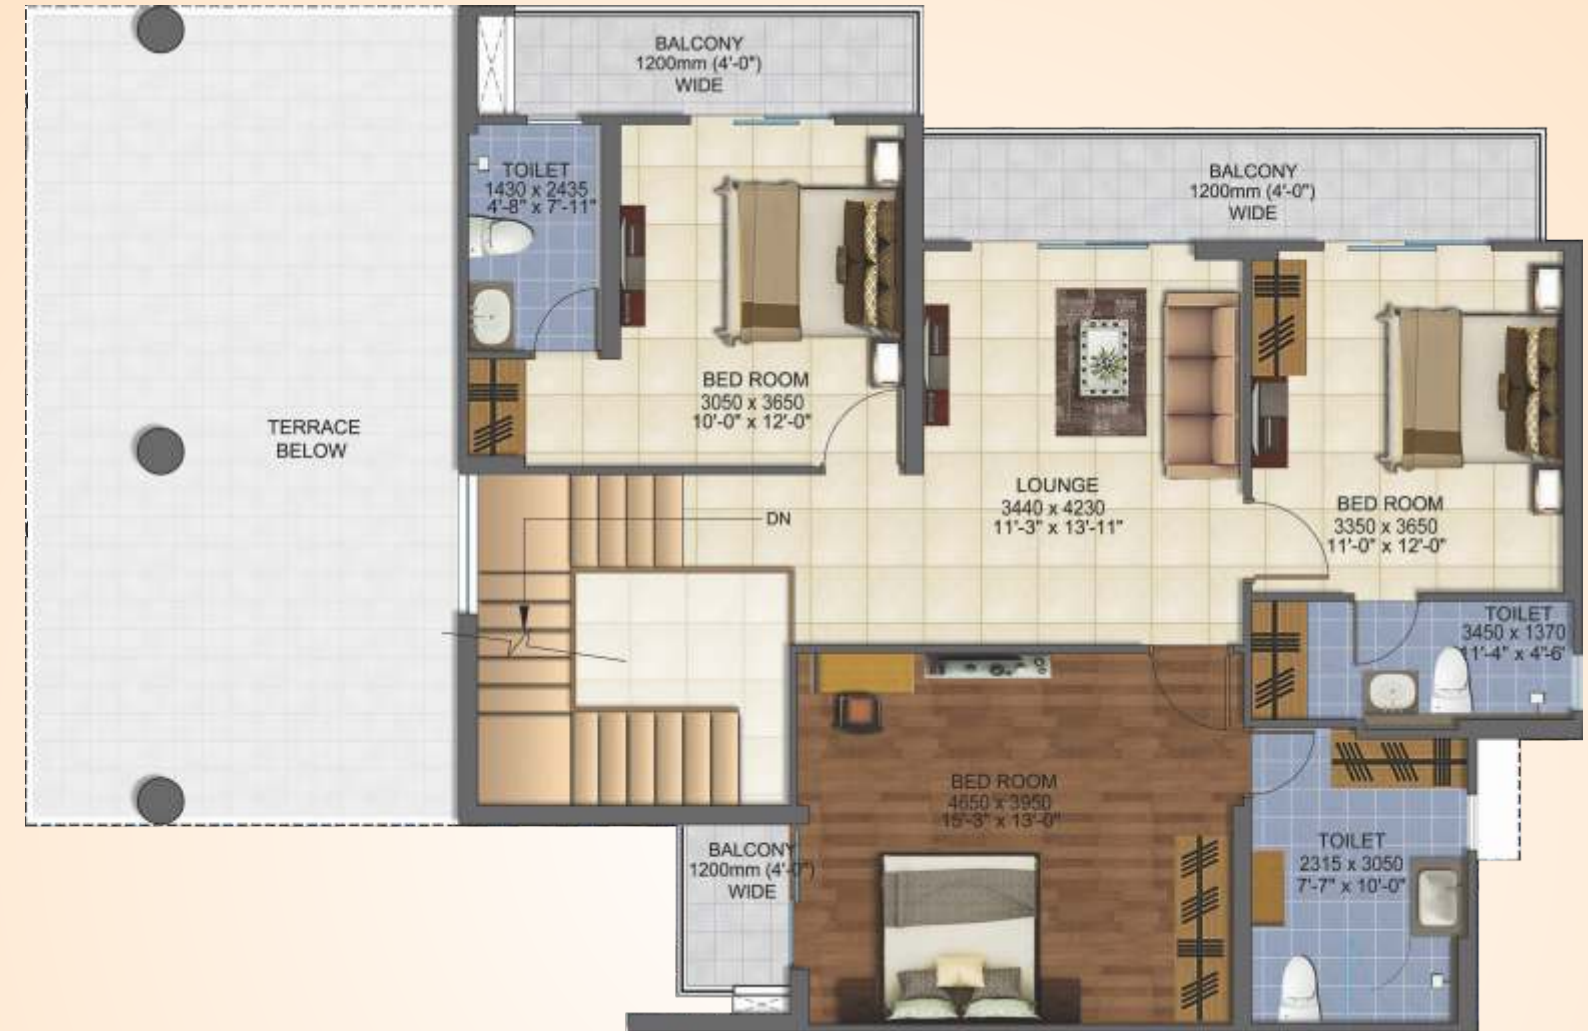 BALCONY
1200mm (4'-0")
WIDE
BALCONY
1200mm (4'-0")
WIDE
TOILET
1430 x 2435
4'-8" x 7'-11"
BED ROOM
3050 x 3650
10'-0" x 12'-0"
TERRACE
BELOW
LOUNGE
3440 x 4230
11'-3" x 13'-11"
BED ROOM
3350 x 3650
11'-0" x 12'-0"
DN
TOILET
3450 x 1370
11'-4" x 4'-6'
BED ROOM
4650 x 3950
15'-3" x 13'-0"
BALCONY
1200mm (4'-0")
WIDE
TOILET
2315 x 3050
7'-7" x 10'-0"